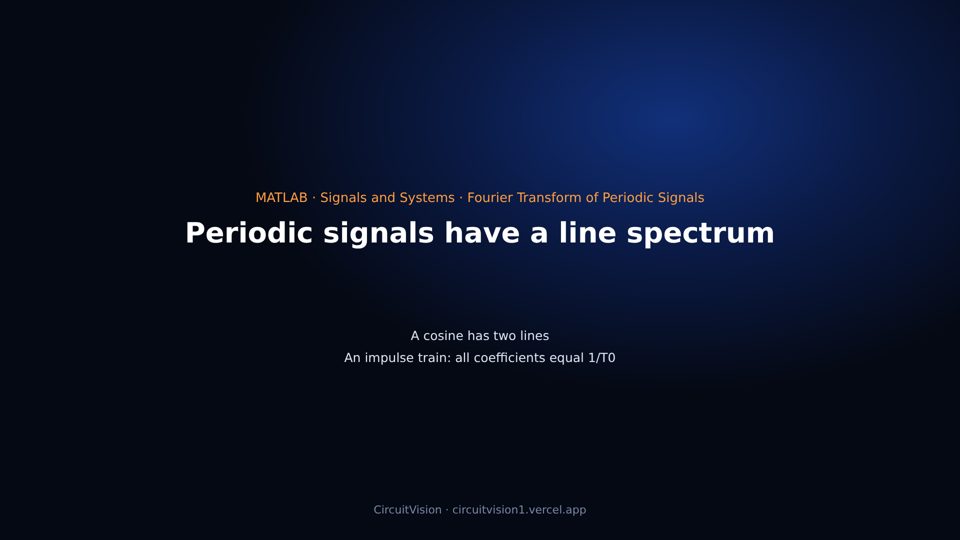 MATLAB · Signals and Systems · Fourier Transform of Periodic Signals
Periodic signals have a line spectrum
A cosine has two lines
An impulse train: all coefficients equal 1/T0
CircuitVision · circuitvision1.vercel.app